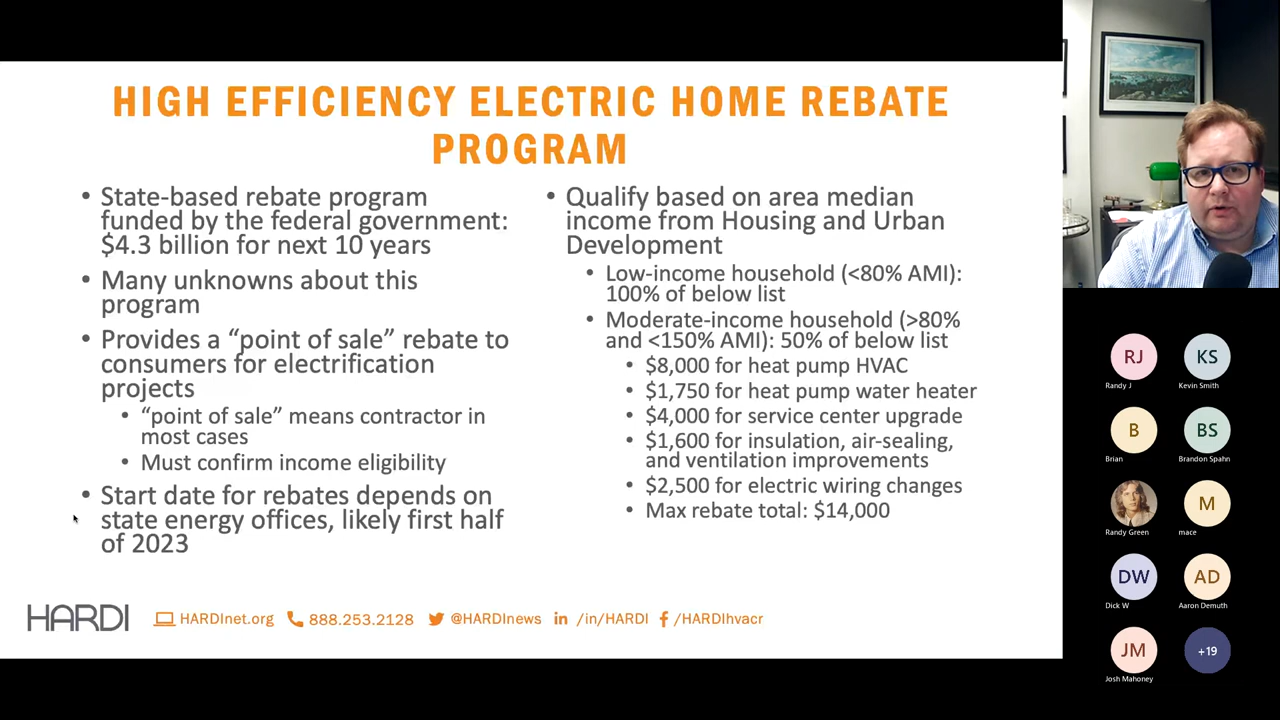 HIGH EFFICIENCY ELECTRIC HOME REBATE
PROGRAM
• State-based rebate program
funded by the federal government:
$4.3 billion for next 10 years
• Many unknowns about this
program
• Provides a “point of sale” rebate to
consumers for electrification
projects
• “point of sale” means contractor in
most cases
• Must confirm income eligibility
• Start date for rebates depends on
state energy offices, likely first half
of 2023
• Qualify based on area median
income from Housing and Urban
Development
• Low-income household (<80% AMI):
100% of below list
• Moderate-income household (>80%
and <150% AMI): 50% of below list
• $8,000 for heat pump HVAC
• $1,750 for heat pump water heater
• $4,000 for service center upgrade
• $1,600 for insulation, air-sealing,
and ventilation improvements
• $2,500 for electric wiring changes
• Max rebate total: $14,000
HARDI HARDInet.org 888.253.2128 @HARDInews in /in/HARDI f /HARDIhvacr
RJ KS
Randy J Kevin Smith
B BS
Brian Brandon Spahn
M
Randy Green mace
DW AD
Dick W Aaron Demuth
JM +19
Josh Mahoney